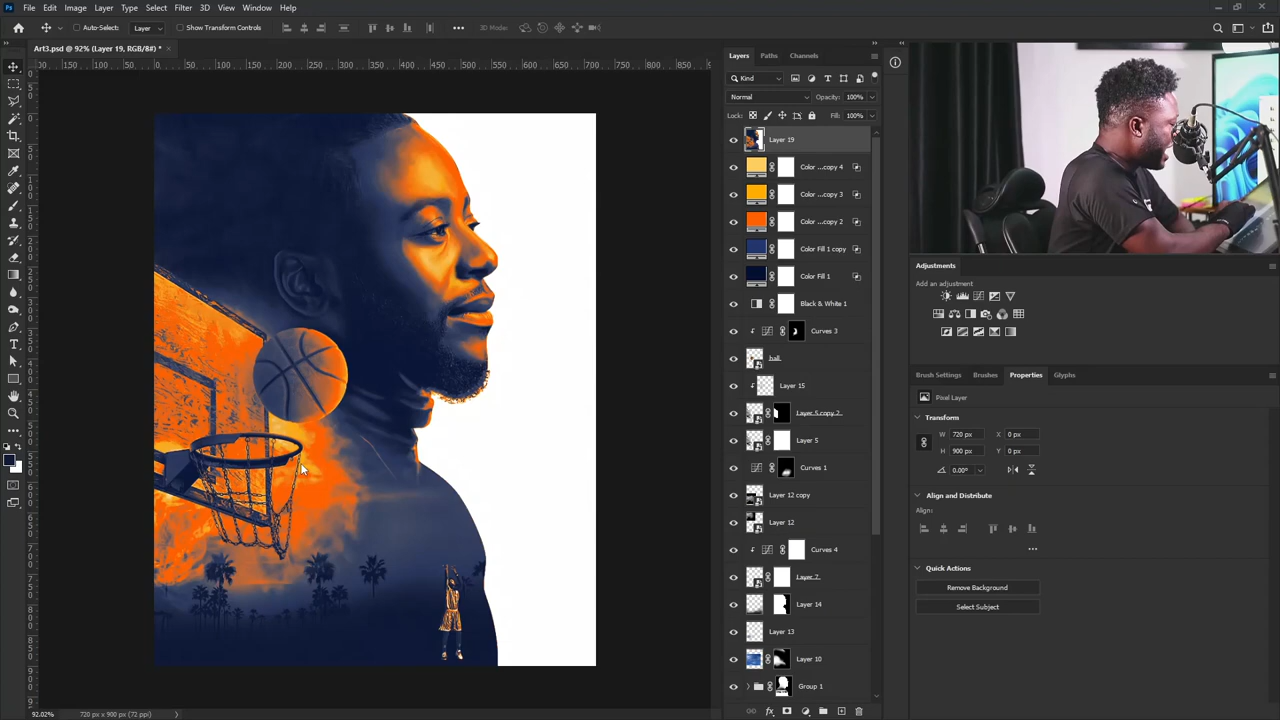 Ps File Edit Image Layer Type Select Filter 3D View Window Help
Auto-Select: Layer Show Transform Controls 3D Mode:
Art3.psd @ 92% (Layer 19, RGB/8#) *
Layers Paths Channels
Kind
Normal Opacity: 100%
Lock: Fill: 100%
Layer 19
Color ...copy 4
Color ...copy 3
Color ...copy 2
Color Fill 1 copy
Color Fill 1
Black & White 1
Curves 3
ball
Layer 15
Layer 5 copy 2
Layer 5
Curves 1
Layer 12 copy
Layer 12
Curves 4
Layer 7
Layer 14
Layer 13
Layer 10
Group 1
Adjustments
Add an adjustment
Brush Settings Brushes Properties Glyphs
Pixel Layer
Transform
W 720 px X 0 px
H 900 px Y 0 px
0.00°
Align and Distribute
Align:
Quick Actions
Remove Background
Select Subject
92.02% 720 px x 900 px (72 ppi)